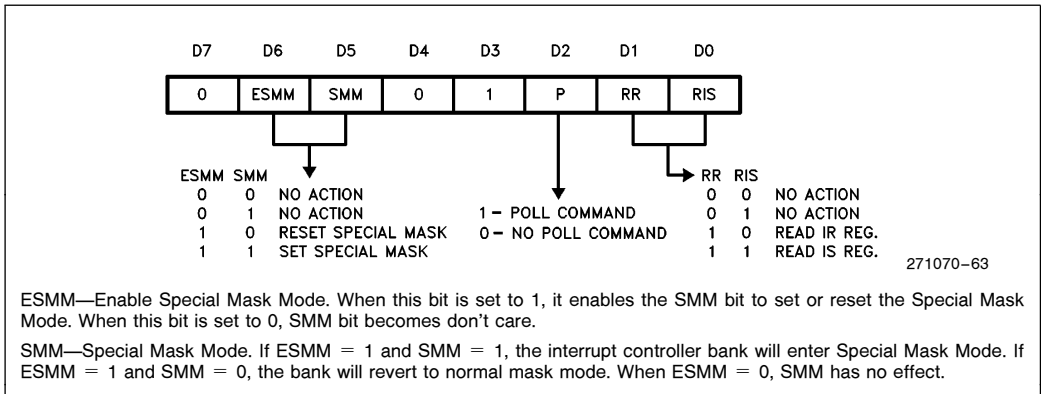 D7 D6 D5 D4 D3 D2 D1 D0
0 ESMM SMM 0 1 P RR RIS
ESMM SMM
0 0 NO ACTION
0 1 NO ACTION
1 0 RESET SPECIAL MASK
1 1 SET SPECIAL MASK
1 – POLL COMMAND
0 – NO POLL COMMAND
RR RIS
0 0 NO ACTION
0 1 NO ACTION
1 0 READ IR REG.
1 1 READ IS REG.
271070–63
ESMM—Enable Special Mask Mode. When this bit is set to 1, it enables the SMM bit to set or reset the Special Mask
Mode. When this bit is set to 0, SMM bit becomes don't care.
SMM—Special Mask Mode. If ESMM = 1 and SMM = 1, the interrupt controller bank will enter Special Mask Mode. If
ESMM = 1 and SMM = 0, the bank will revert to normal mask mode. When ESMM = 0, SMM has no effect.